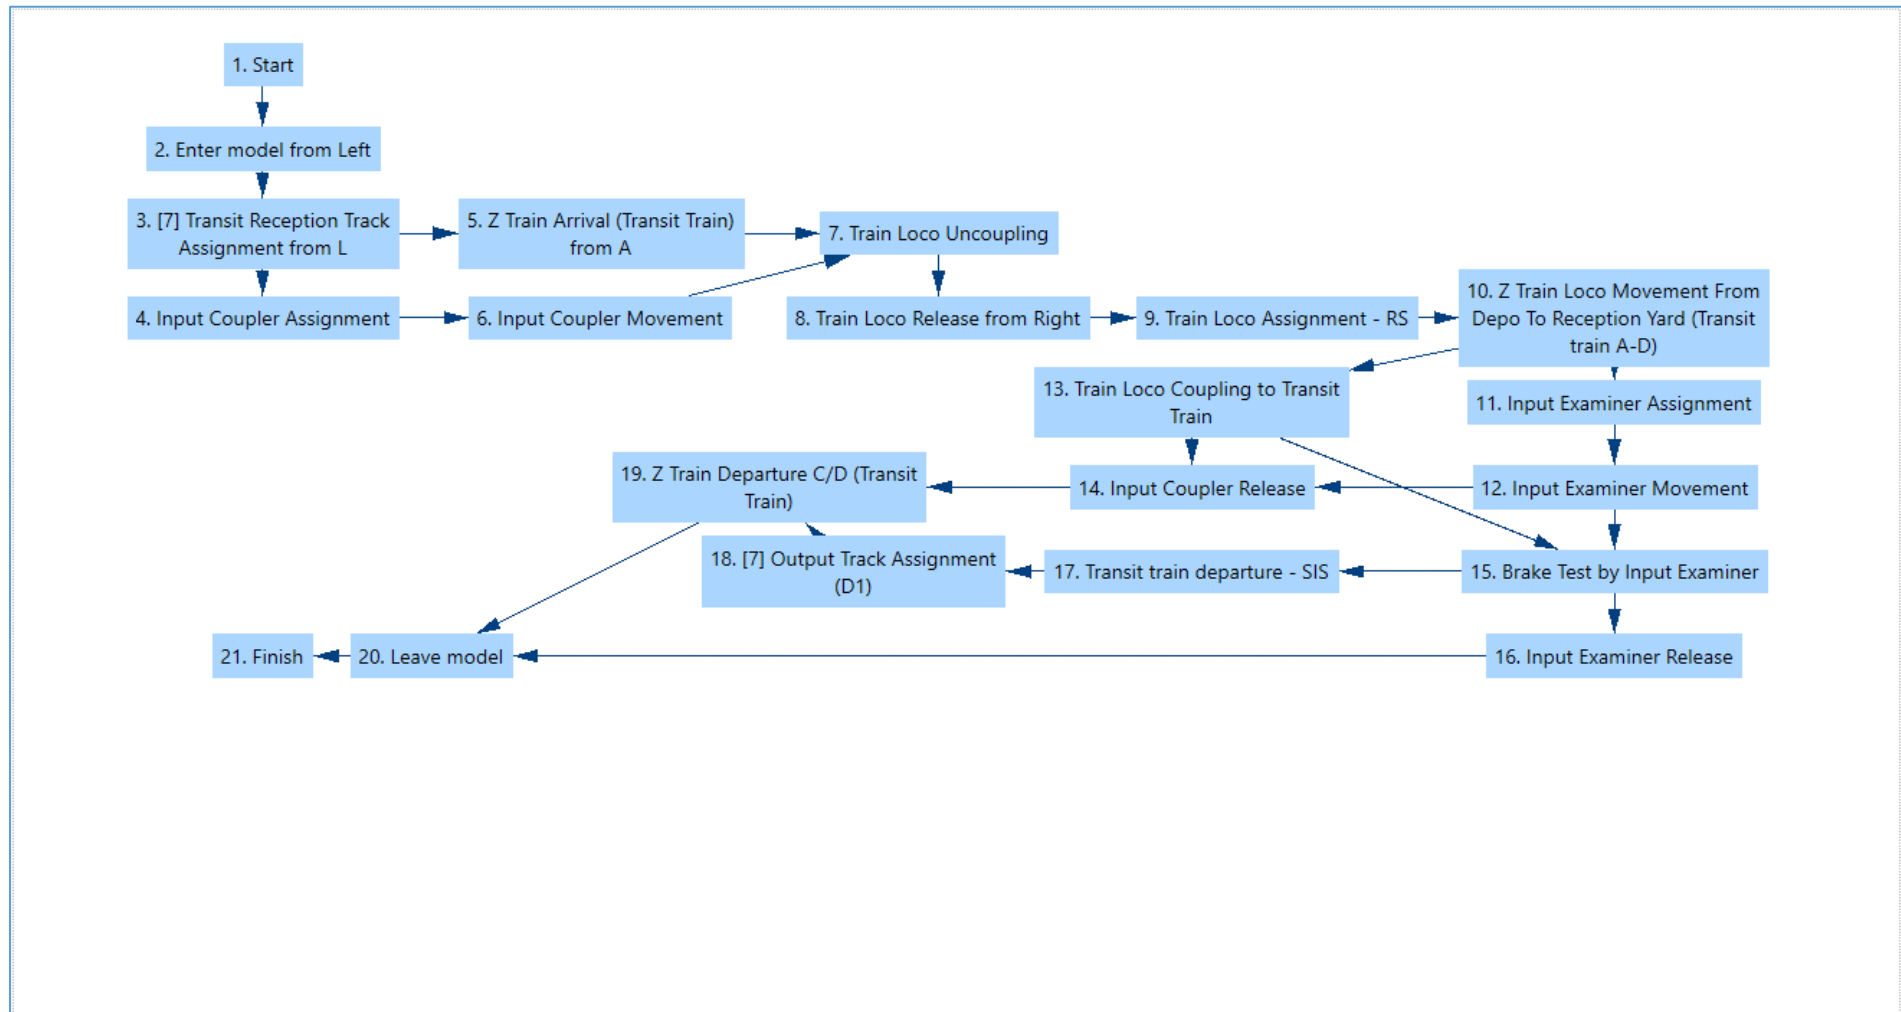 1. Start
2. Enter model from Left
3. [7] Transit Reception Track
Assignment from L
5. Z Train Arrival (Transit Train)
from A
7. Train Loco Uncoupling
4. Input Coupler Assignment
6. Input Coupler Movement
8. Train Loco Release from Right
9. Train Loco Assignment - RS
10. Z Train Loco Movement From
Depo To Reception Yard (Transit
train A-D)
13. Train Loco Coupling to Transit
Train
11. Input Examiner Assignment
19. Z Train Departure C/D (Transit
Train)
14. Input Coupler Release
12. Input Examiner Movement
18. [7] Output Track Assignment
(D1)
17. Transit train departure - SIS
15. Brake Test by Input Examiner
21. Finish
20. Leave model
16. Input Examiner Release